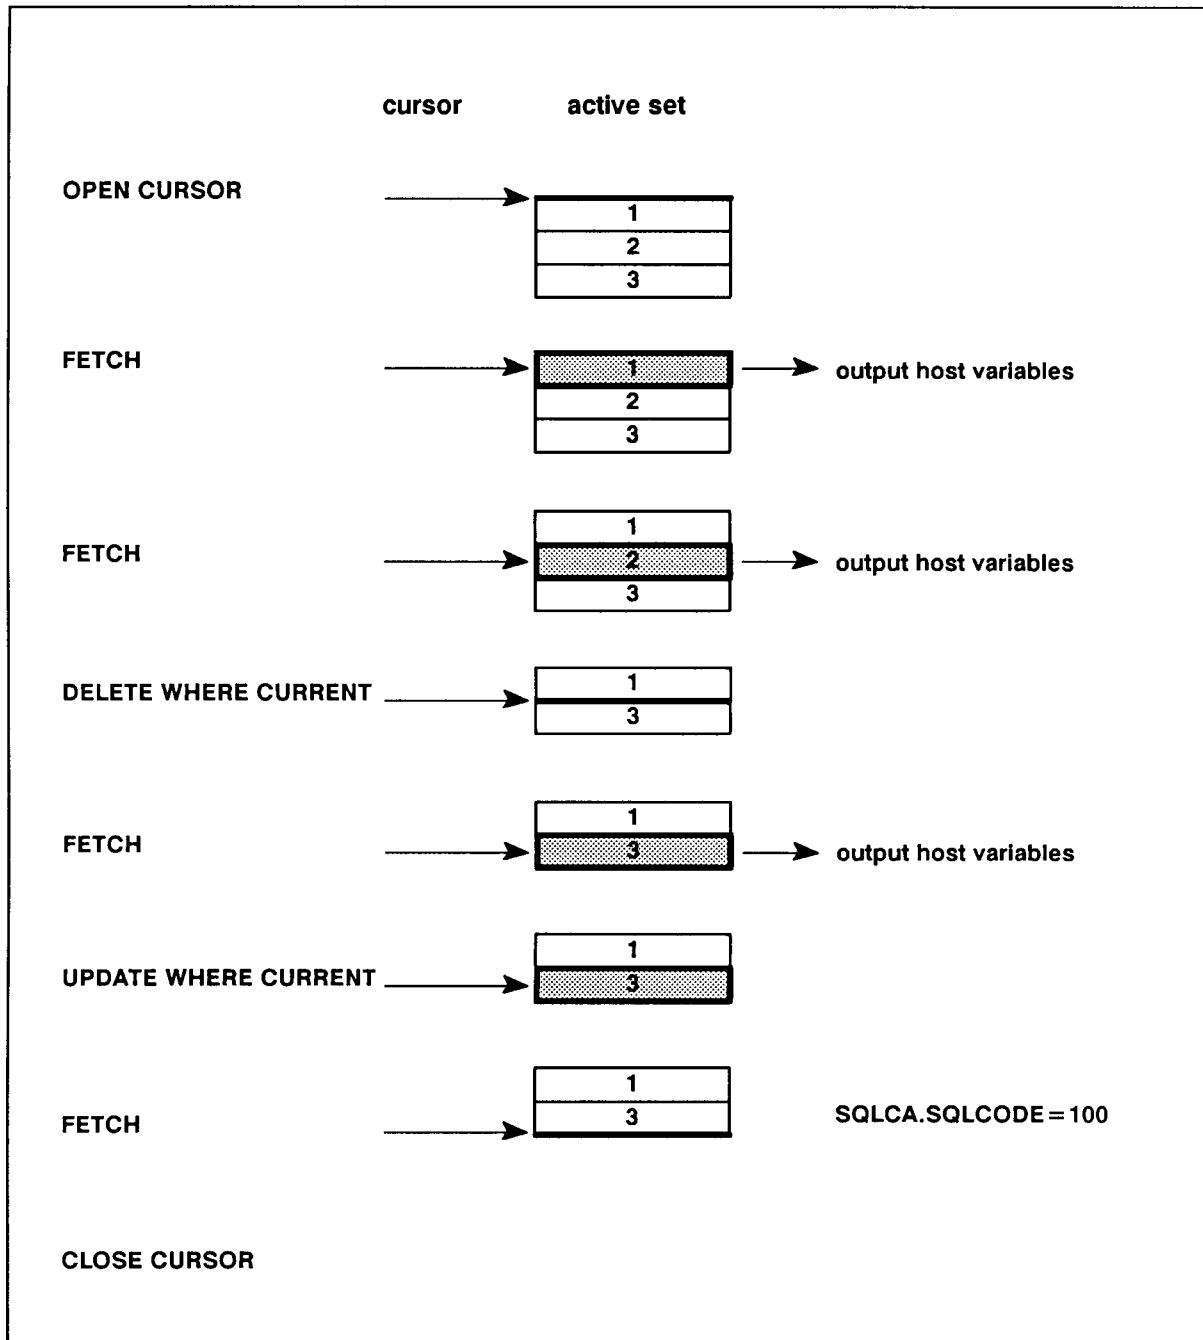 cursor active set
OPEN CURSOR
1
2
3
FETCH
1 output host variables
2
3
FETCH
1
2 output host variables
3
DELETE WHERE CURRENT
1
3
FETCH
1
3 output host variables
UPDATE WHERE CURRENT
1
3
FETCH
1
3
SQLCA.SQLCODE=100
CLOSE CURSOR